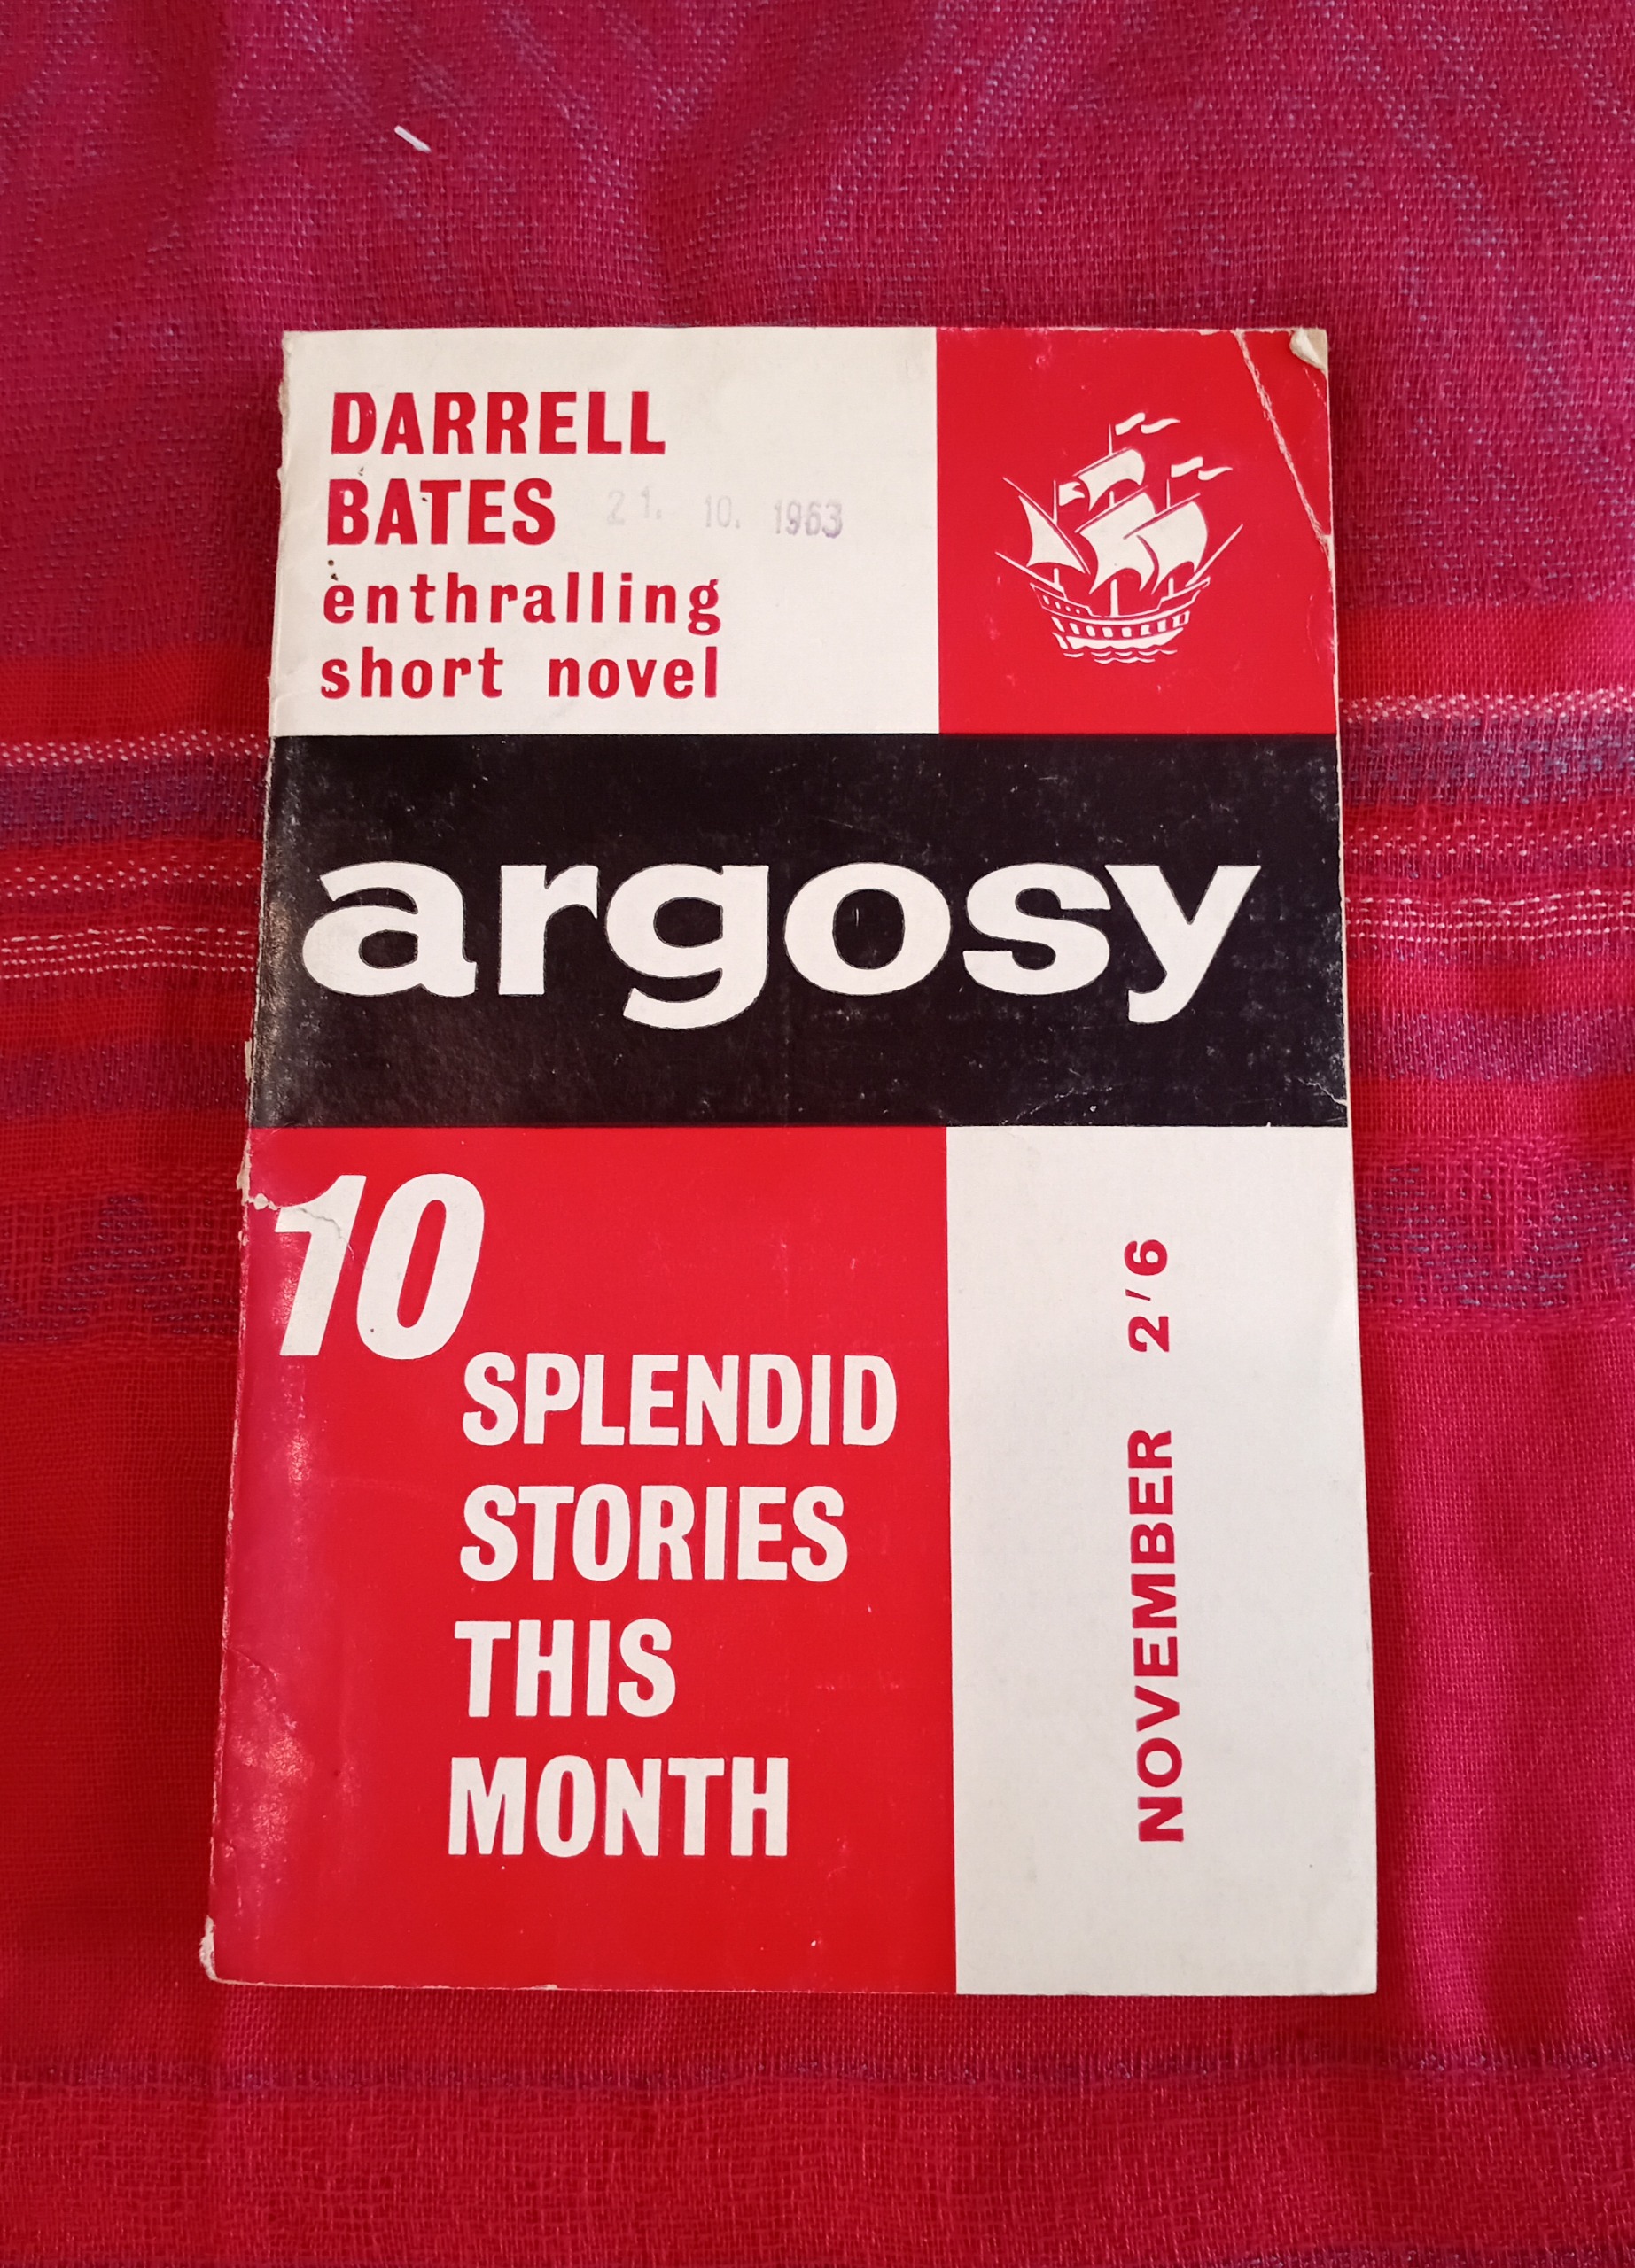 DARRELL
BATES
21. 10. 1963
enthralling
short novel
argosy
10
SPLENDID
STORIES
THIS
MONTH
NOVEMBER 2'6